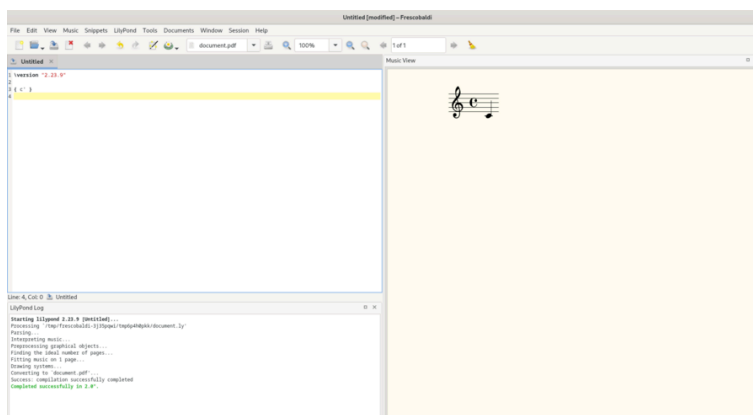 Untitled [modified] – Frescobaldi
File Edit View Music Snippets LilyPond Tools Documents Window Session Help
document.pdf 100% 1 of 1
Untitled
Music View
1 \version "2.23.9"
2
3 { c' }
4
Line: 4, Col: 0 Untitled
LilyPond Log
Starting lilypond 2.23.9 [Untitled]...
Processing `/tmp/frescobaldi-
Parsing...
Interpreting music...
Preprocessing graphical objects...
Finding the ideal number of pages...
Fitting music on 1 page...
Drawing systems...
Converting to `document.pdf'...
Success: compilation successfully completed
Completed successfully in 2.0".